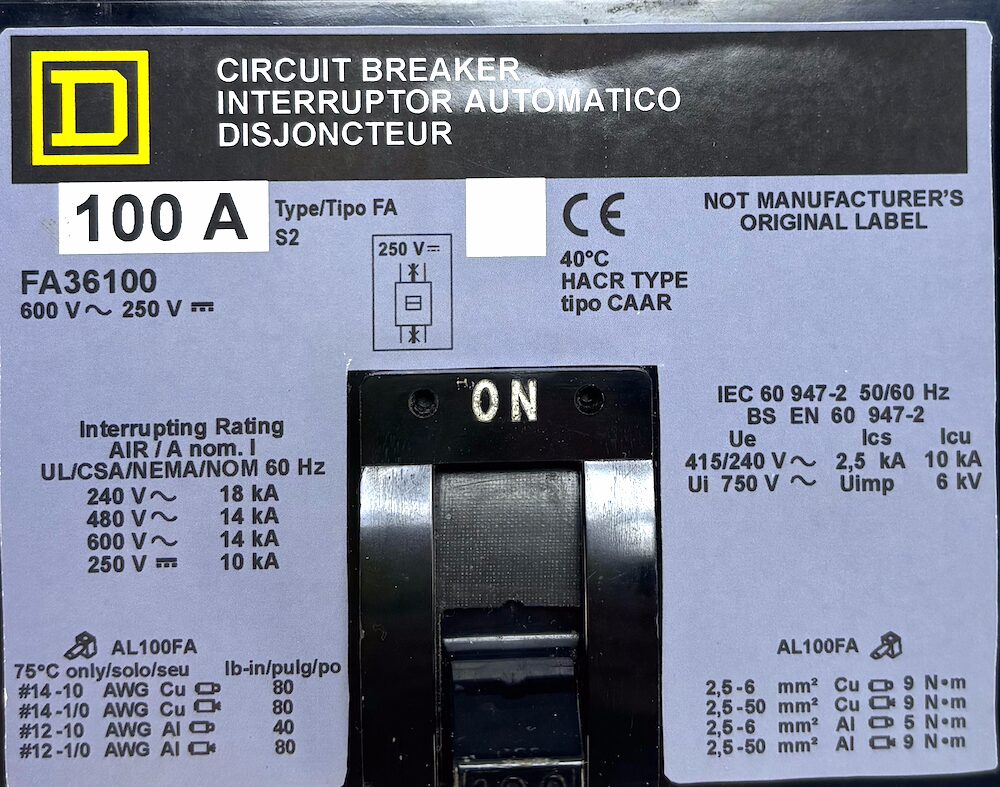 D
CIRCUIT BREAKER
INTERRUPTOR AUTOMATICO
DISJONCTEUR
100 A
Type/Tipo FA
S2
FA36100
600 V～ 250 V ⎓
250 V⎓
CE
40°C
HACR TYPE
tipo CAAR
NOT MANUFACTURER'S
ORIGINAL LABEL
ON
Interrupting Rating
AIR / A nom. I
UL/CSA/NEMA/NOM 60 Hz
240 V～ 18 kA
480 V～ 14 kA
600 V～ 14 kA
250 V ⎓ 10 kA
IEC 60 947-2 50/60 Hz
BS EN 60 947-2
Ue Ics Icu
415/240 V～ 2,5 kA 10 kA
Ui 750 V～ Uimp 6 kV
AL100FA
75°C only/solo/seu lb-in/pulg/po
#14-10 AWG Cu 80
#14-1/0 AWG Cu 80
#12-10 AWG Al 40
#12-1/0 AWG Al 80
AL100FA
2,5-6 mm² Cu 9 N•m
2,5-50 mm² Cu 9 N•m
2,5-6 mm² Al 5 N•m
2,5-50 mm² Al 9 N•m